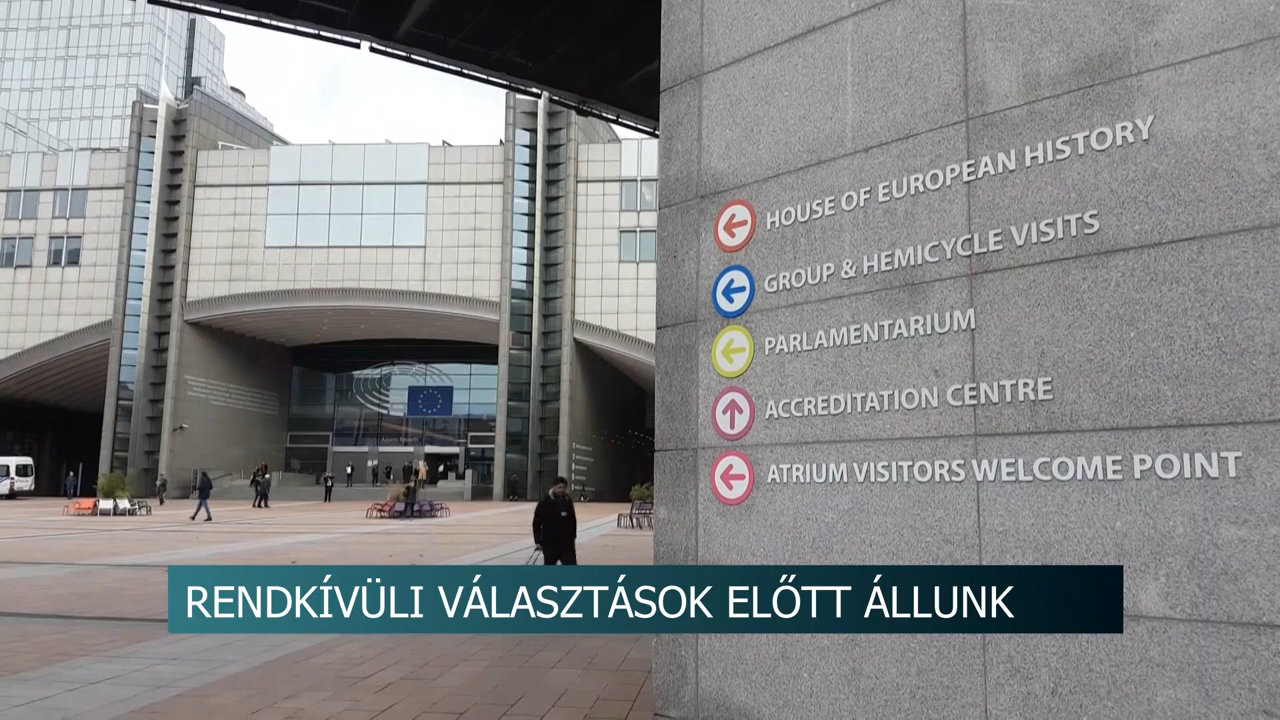 HOUSE OF EUROPEAN HISTORY
GROUP & HEMICYCLE VISITS
PARLAMENTARIUM
ACCREDITATION CENTRE
ATRIUM VISITORS WELCOME POINT
RENDKÍVÜLI VÁLASZTÁSOK ELŐTT ÁLLUNK